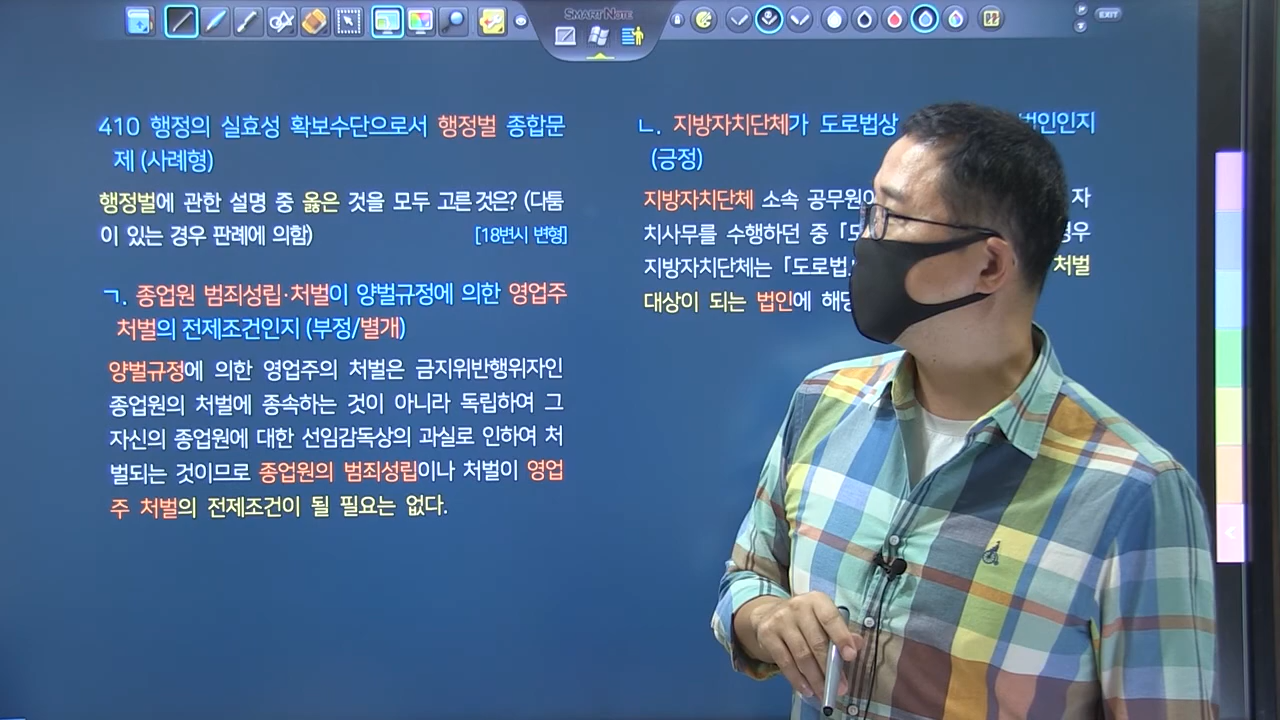 SMART NOTE
EXIT
410 행정의 실효성 확보수단으로서 행정벌 종합문
제 (사례형)
행정벌에 관한 설명 중 옳은 것을 모두 고른 것은? (다툼
이 있는 경우 판례에 의함)
[18변시 변형]
ㄱ. 종업원 범죄성립·처벌이 양벌규정에 의한 영업주
처벌의 전제조건인지 (부정/별개)
양벌규정에 의한 영업주의 처벌은 금지위반행위자인
종업원의 처벌에 종속하는 것이 아니라 독립하여 그
자신의 종업원에 대한 선임감독상의 과실로 인하여 처
벌되는 것이므로 종업원의 범죄성립이나 처벌이 영업
주 처벌의 전제조건이 될 필요는 없다.
ㄴ. 지방자치단체가 도로법상 법인인지
(긍정)
지방자치단체 소속 공무원이 자
치사무를 수행하던 중 「도 경우
지방자치단체는 「도로법」 처벌
대상이 되는 법인에 해당